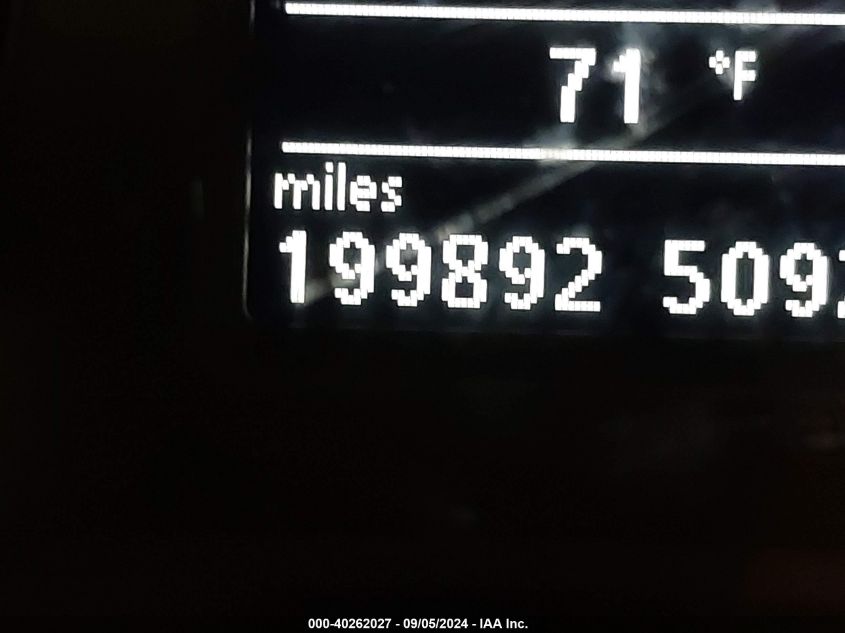 71 °F
miles
199892 509
000-40262027 - 09/05/2024 - IAA Inc.